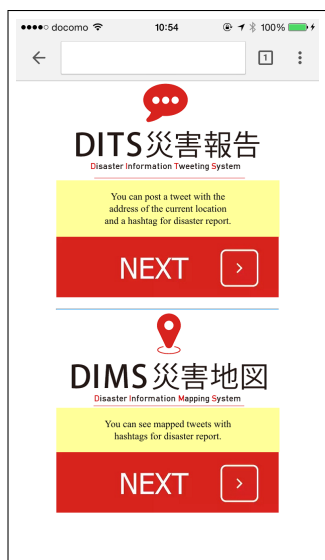 docomo 10:54 100%
1
DITS災害報告
Disaster Information Tweeting System
You can post a tweet with the
address of the current location
and a hashtag for disaster report.
NEXT
DIMS災害地図
Disaster Information Mapping System
You can see mapped tweets with
hashtags for disaster report.
NEXT